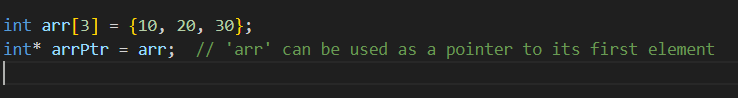 int arr[3] = {10, 20, 30};
int* arrPtr = arr;  // 'arr' can be used as a pointer to its first element